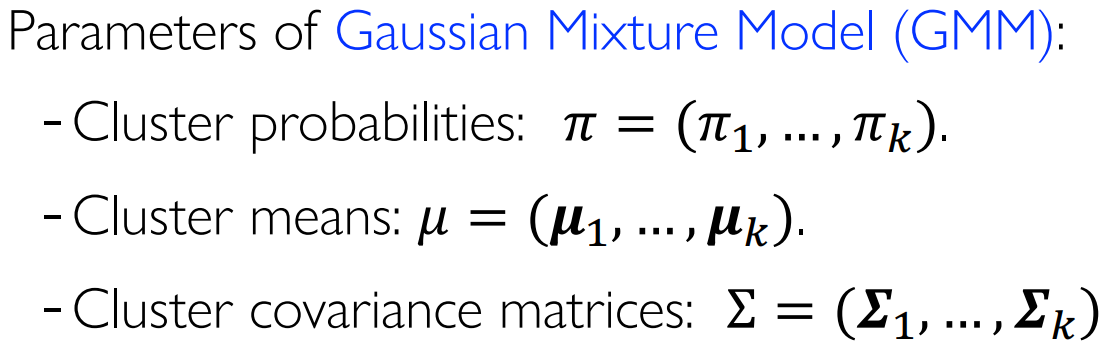 Parameters of Gaussian Mixture Model (GMM):
- Cluster probabilities: π = (π₁, … , πₖ).
- Cluster means: μ = (𝝁₁, … , 𝝁ₖ).
- Cluster covariance matrices: Σ = (𝜮₁, … , 𝜮ₖ)